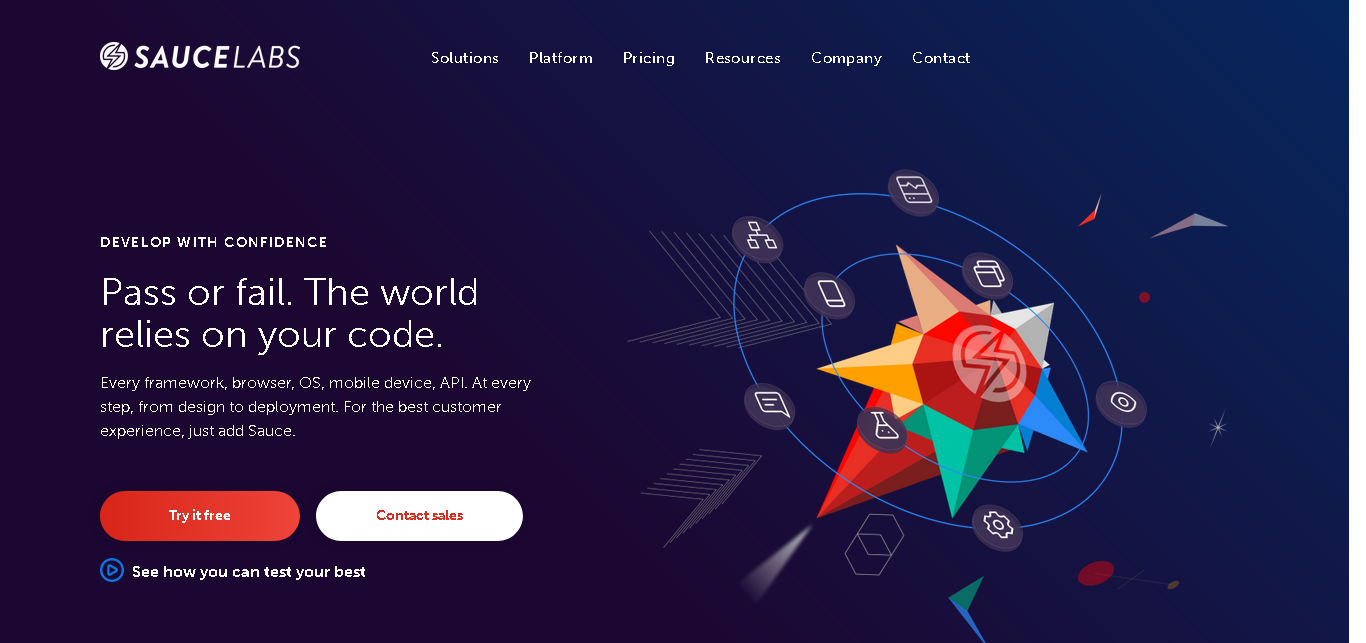 SAUCELABS
Solutions Platform Pricing Resources Company Contact
DEVELOP WITH CONFIDENCE
Pass or fail. The world
relies on your code.
Every framework, browser, OS, mobile device, API. At every
step, from design to deployment. For the best customer
experience, just add Sauce.
Try it free Contact sales
See how you can test your best